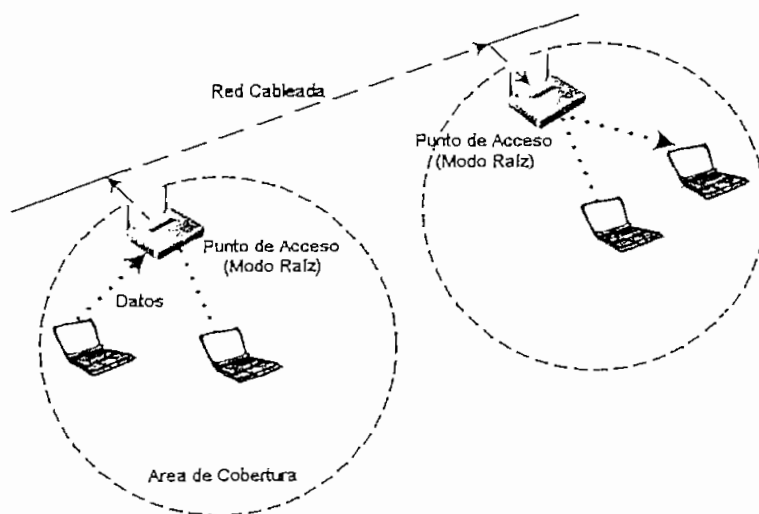 Red Cableada
Punto de Acceso
(Modo Raíz)
Punto de Acceso
(Modo Raíz)
Datos
Area de Cobertura